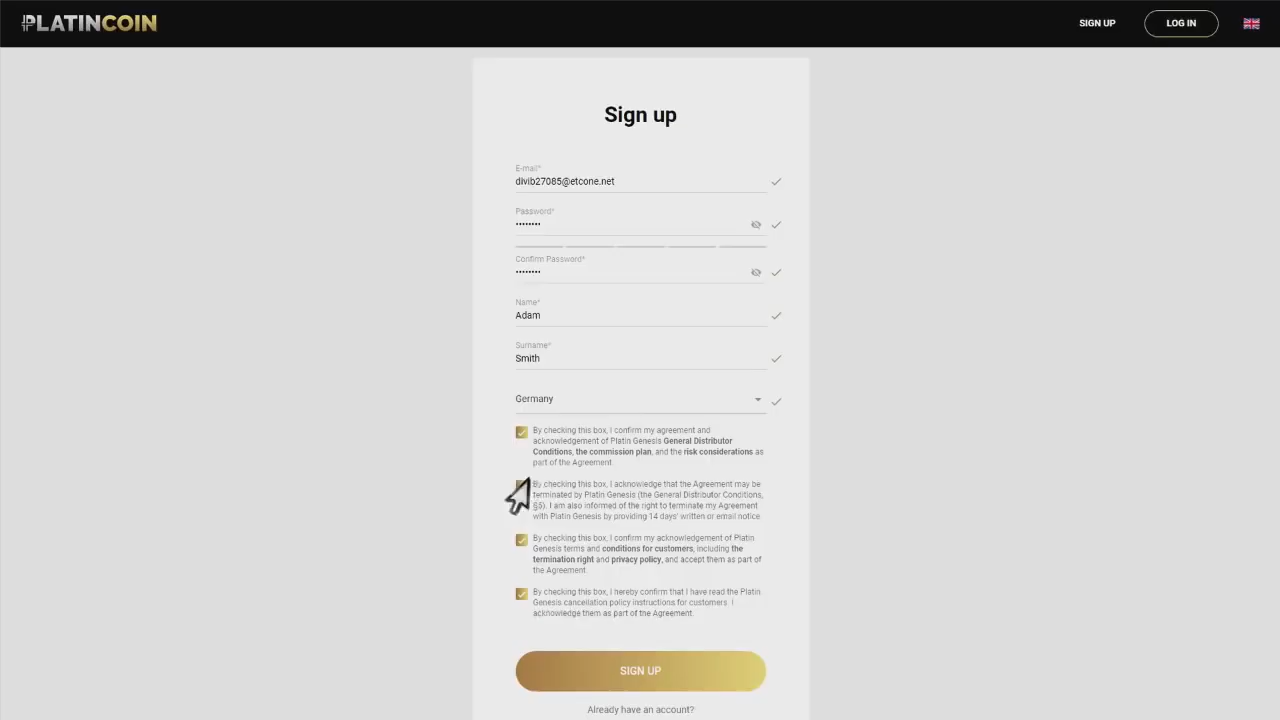 PLATINCOIN
SIGN UP
LOG IN
Sign up
E-mail*
divib27085@etcone.net
Password*
••••••••
Confirm Password*
••••••••
Name*
Adam
Surname*
Smith
Germany
By checking this box, I confirm my agreement and
acknowledgement of Platin Genesis General Distributor
Conditions, the commission plan, and the risk considerations as
part of the Agreement.
By checking this box, I acknowledge that the Agreement may be
terminated by Platin Genesis (the General Distributor Conditions,
§5). I am also informed of the right to terminate my Agreement
with Platin Genesis by providing 14 days' written or email notice.
By checking this box, I confirm my acknowledgement of Platin
Genesis terms and conditions for customers, including the
termination right and privacy policy, and accept them as part of
the Agreement.
By checking this box, I hereby confirm that I have read the Platin
Genesis cancellation policy instructions for customers. I
acknowledge them as part of the Agreement.
SIGN UP
Already have an account?